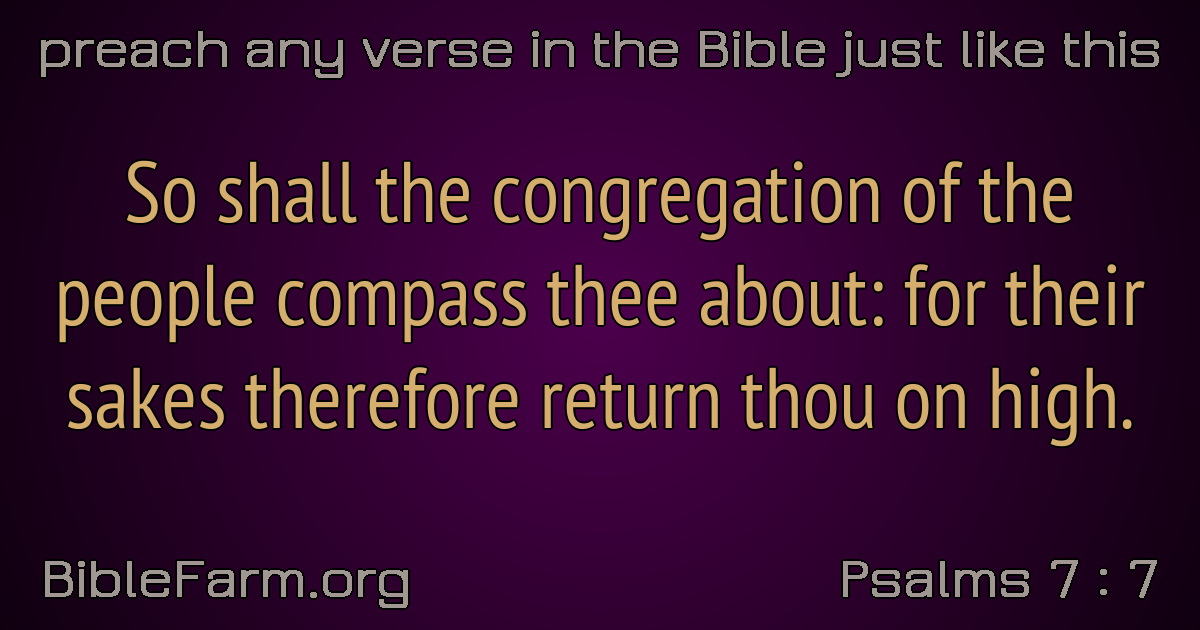 preach any verse in the Bible just like this
So shall the congregation of the
people compass thee about: for their
sakes therefore return thou on high.
BibleFarm.org
Psalms 7 : 7